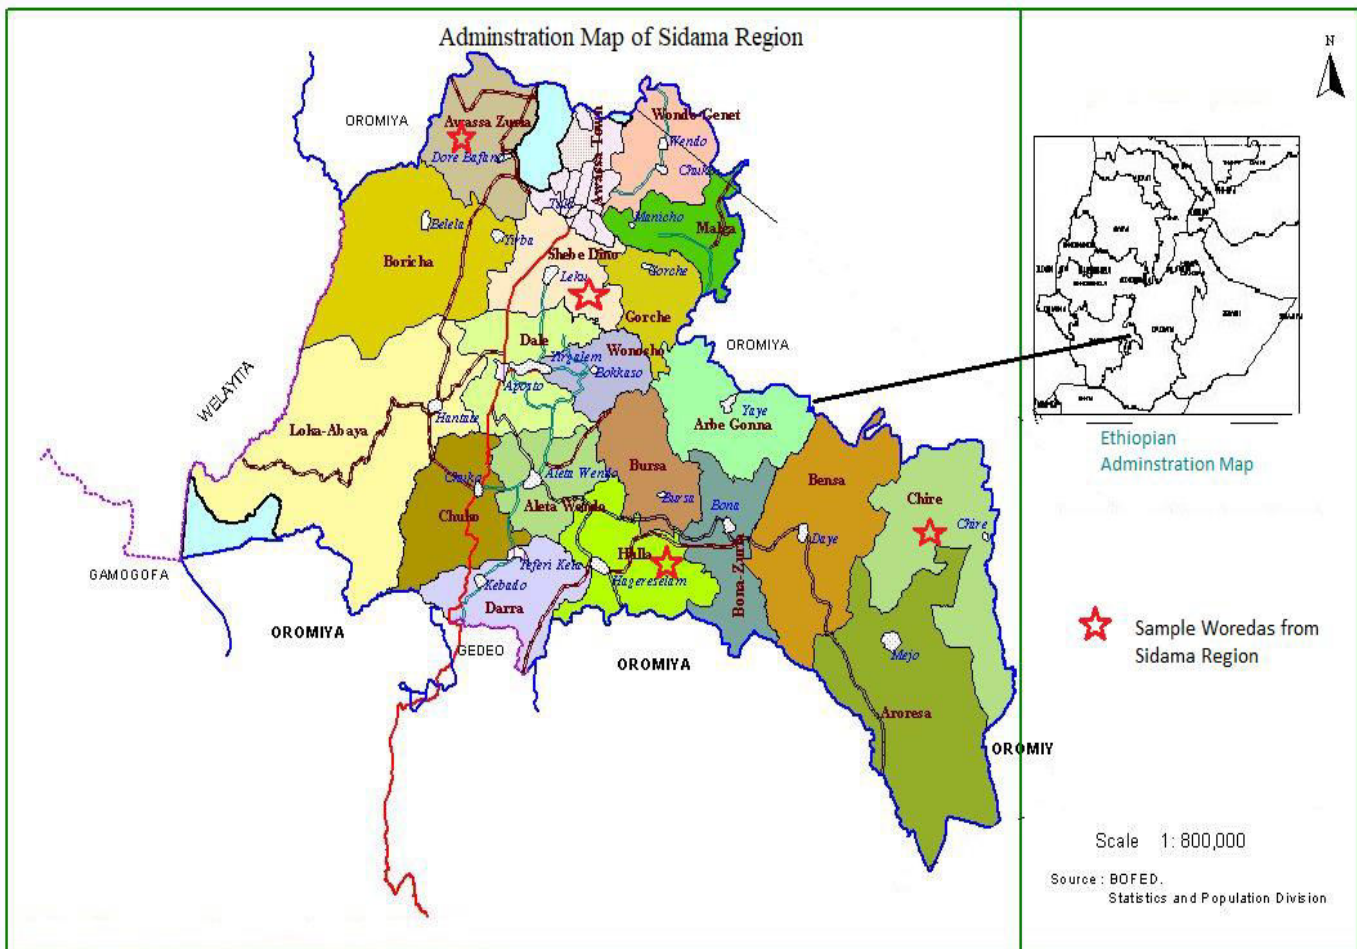 Adminstration Map of Sidama Region
N
OROMIYA
Awassa Zuria
Dore Bafano
Awassa Town
Wondo-Genet
Wendo
Chuko
Tula
Manicho
Malga
Belela
Yirba
Boricha
Shebe Dino
Leku
Gorche
Gorche
Dale
Wonosho
OROMIYA
Yirgalem
Bokkaso
Aposto
WELAYITA
Hantate
Loka-Abaya
Yaye
Arbe Gonna
Bursa
Bursa
Aleta Wendo
Aleta Wendo
Chuko
Chuko
Bona
Bensa
Daye
Chire
Chire
Hulla
Hagereselam
Teferi Kela
Kebado
Darra
Bona-Zuria
GAMOGOFA
OROMIYA
GEDEO
OROMIYA
Mejo
Aroresa
OROMIY
Ethiopian
Adminstration Map
Sample Woredas from
Sidama Region
Scale 1: 800,000
Source : BOFED.
Statistics and Population Division